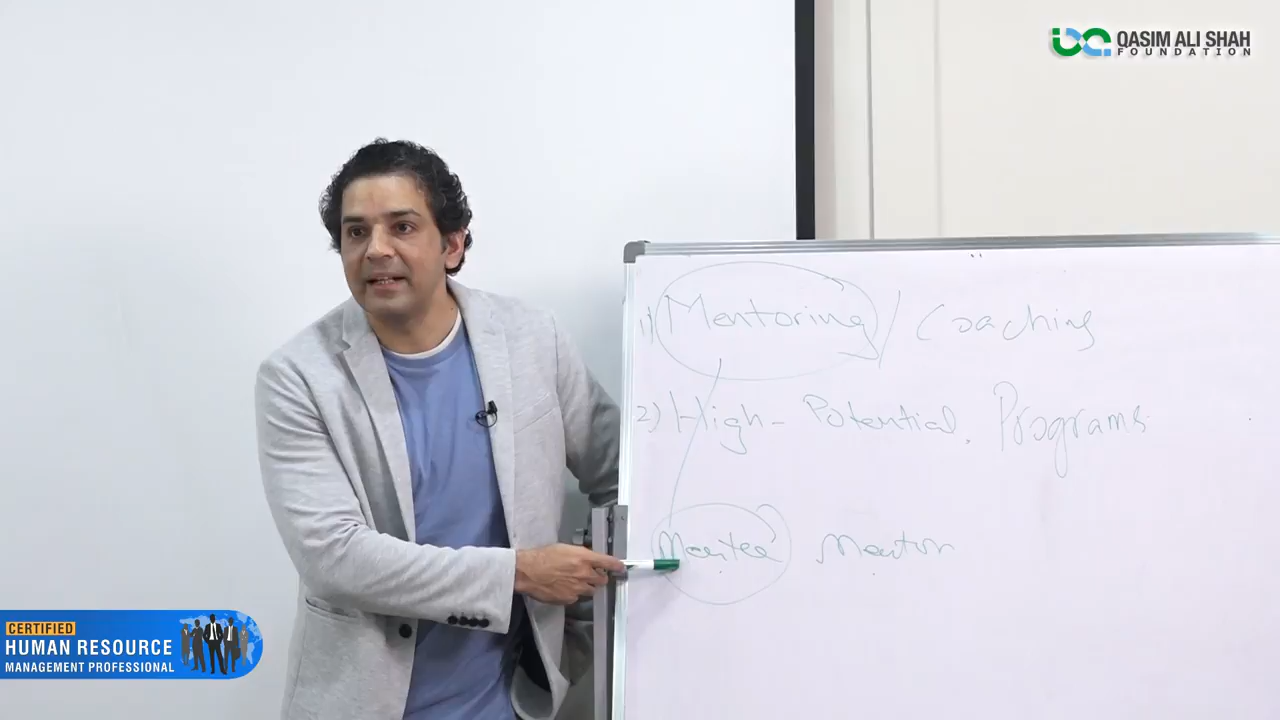 QASIM ALI SHAH
FOUNDATION
1) Mentoring / Coaching
2) High-Potential Programs
Mentee Mentor
CERTIFIED
HUMAN RESOURCE
MANAGEMENT PROFESSIONAL